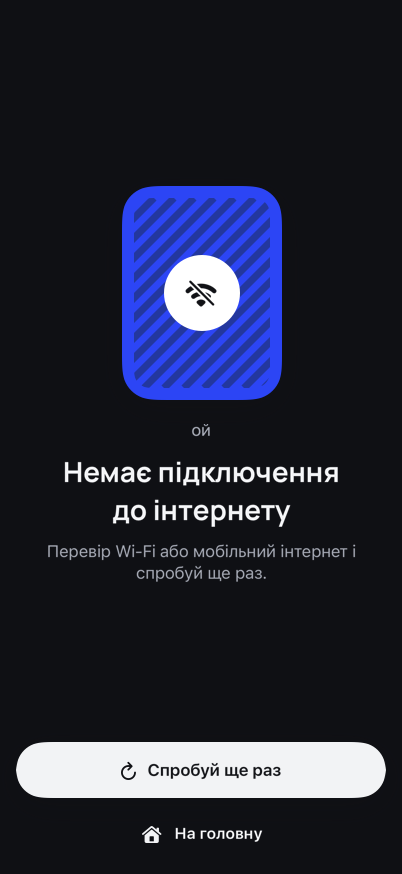 ой
Немає підключення
до інтернету
Перевір Wi-Fi або мобільний інтернет і
спробуй ще раз.
Спробуй ще раз
На головну